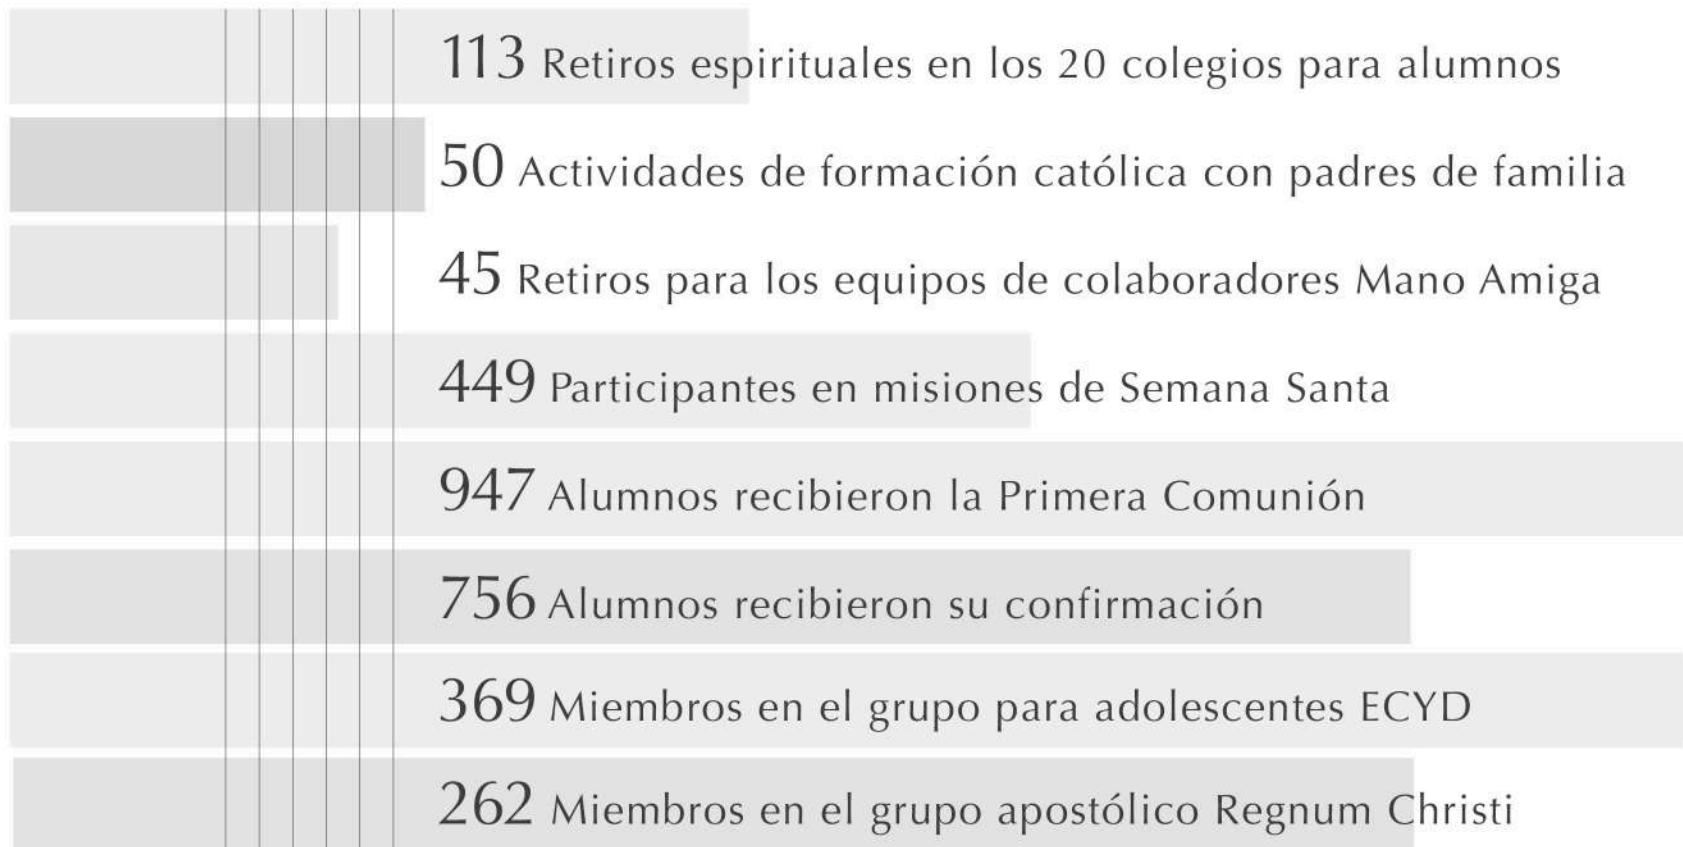 113 Retiros espirituales en los 20 colegios para alumnos
50 Actividades de formación católica con padres de familia
45 Retiros para los equipos de colaboradores Mano Amiga
449 Participantes en misiones de Semana Santa
947 Alumnos recibieron la Primera Comunión
756 Alumnos recibieron su confirmación
369 Miembros en el grupo para adolescentes ECYD
262 Miembros en el grupo apostólico Regnum Christi